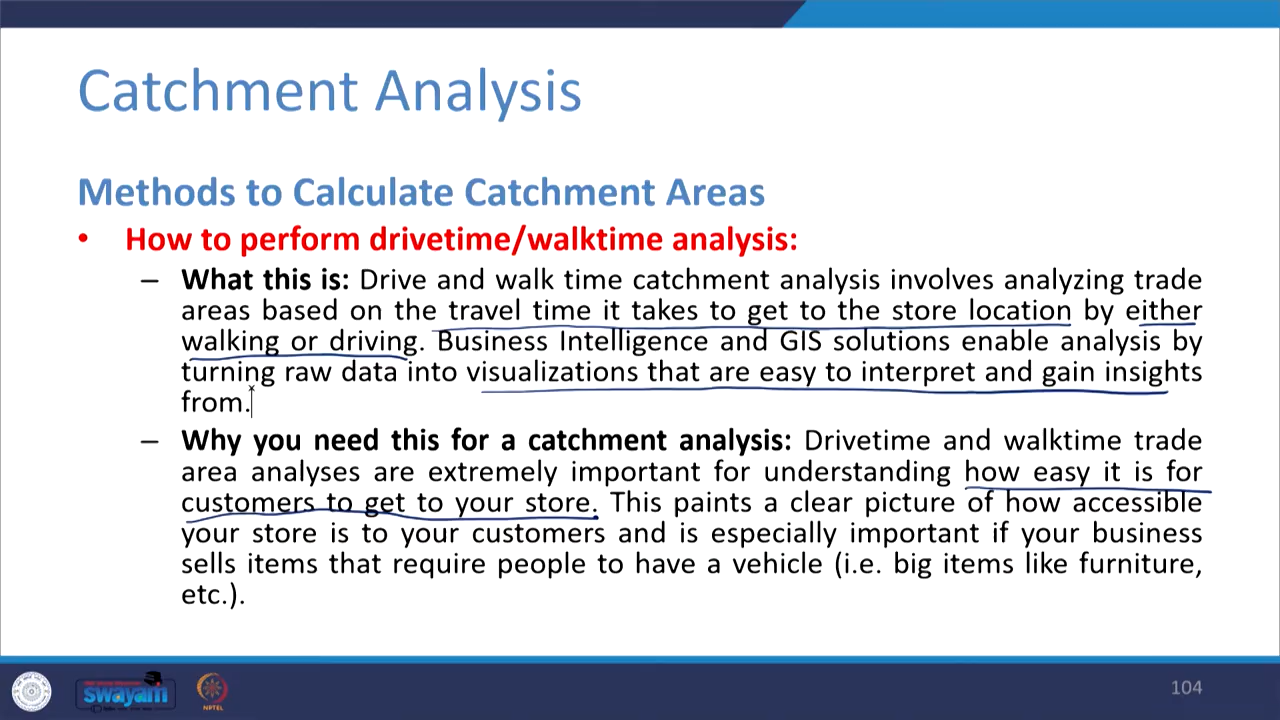 Catchment Analysis
Methods to Calculate Catchment Areas
• How to perform drivetime/walktime analysis:
– What this is: Drive and walk time catchment analysis involves analyzing trade
areas based on the travel time it takes to get to the store location by either
walking or driving. Business Intelligence and GIS solutions enable analysis by
turning raw data into visualizations that are easy to interpret and gain insights
from.
– Why you need this for a catchment analysis: Drivetime and walktime trade
area analyses are extremely important for understanding how easy it is for
customers to get to your store. This paints a clear picture of how accessible
your store is to your customers and is especially important if your business
sells items that require people to have a vehicle (i.e. big items like furniture,
etc.).
swayam
NPTEL
104